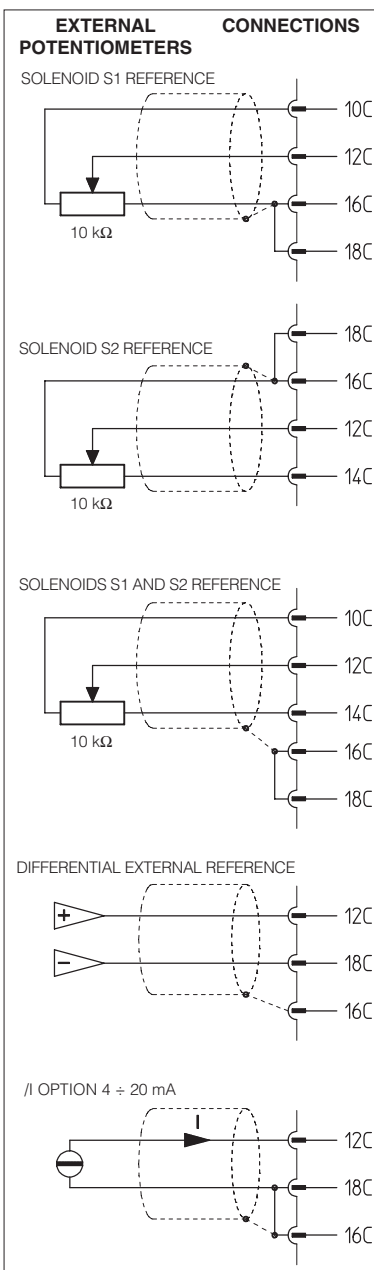 EXTERNAL POTENTIOMETERS
CONNECTIONS
SOLENOID S1 REFERENCE
10C
12C
16C
18C
10 kΩ
SOLENOID S2 REFERENCE
18C
16C
12C
14C
10 kΩ
SOLENOIDS S1 AND S2 REFERENCE
10C
12C
14C
16C
18C
10 kΩ
DIFFERENTIAL EXTERNAL REFERENCE
+
12C
−
18C
16C
/I OPTION 4 ÷ 20 mA
I
12C
18C
16C